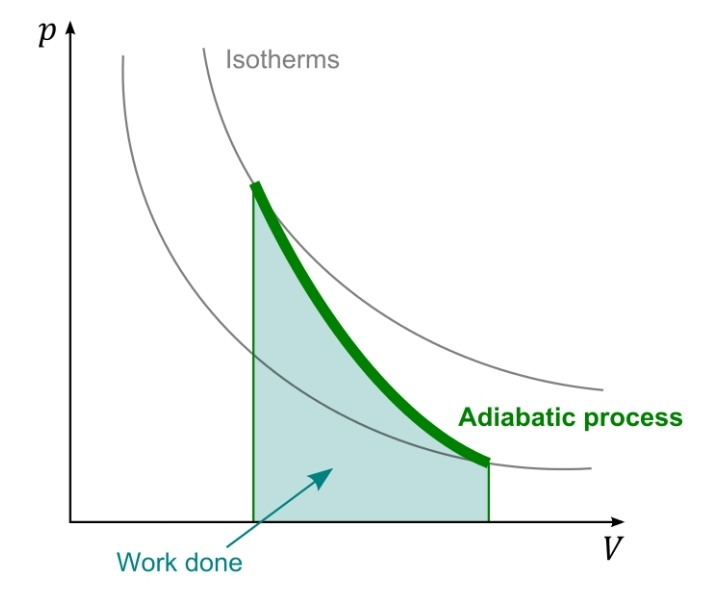 p
Isotherms
Adiabatic process
Work done
V